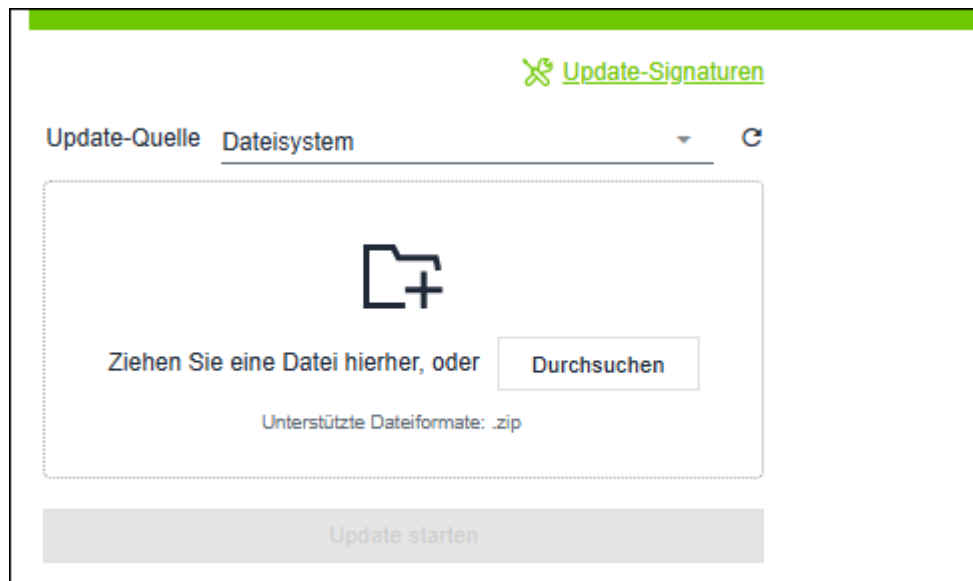 Update-Signaturen
Update-Quelle Dateisystem
Ziehen Sie eine Datei hierher, oder Durchsuchen
Unterstützte Dateiformate: .zip
Update starten